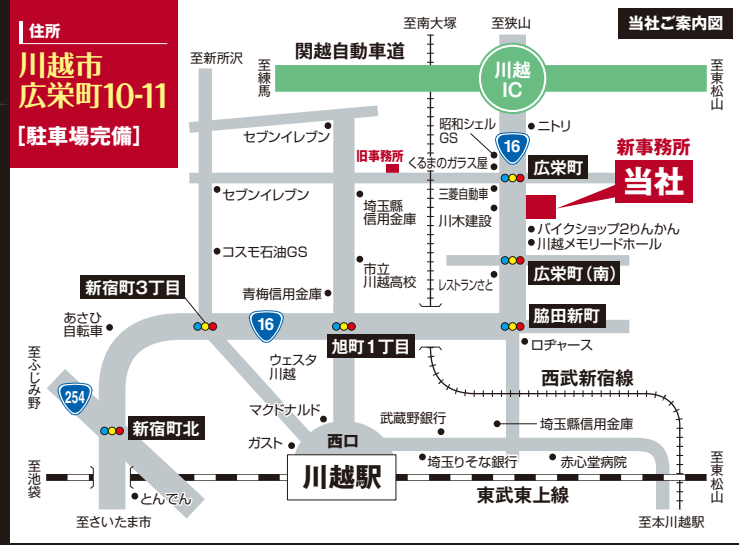 住所
川越市
広栄町10-11
[駐車場完備]
当社ご案内図
至南大塚
至狭山
至新所沢
至練馬
関越自動車道
川越
IC
至東松山
セブンイレブン
昭和シェル
GS
16
ニトリ
旧事務所
くるまのガラス屋
広栄町
新事務所
当社
セブンイレブン
埼玉縣
信用金庫
三菱自動車
川木建設
バイクショップ2りんかん
川越メモリードホール
コスモ石油GS
市立
川越高校
レストランさと
広栄町(南)
新宿町3丁目
青梅信用金庫
あさひ
自転車
16
旭町1丁目
脇田新町
ロヂャース
至ふじみ野
254
ウェスタ
川越
西武新宿線
新宿町北
マクドナルド
武蔵野銀行
埼玉縣信用金庫
ガスト
西口
川越駅
埼玉りそな銀行
赤心堂病院
至池袋
とんでん
東武東上線
至東松山
至さいたま市
至本川越駅